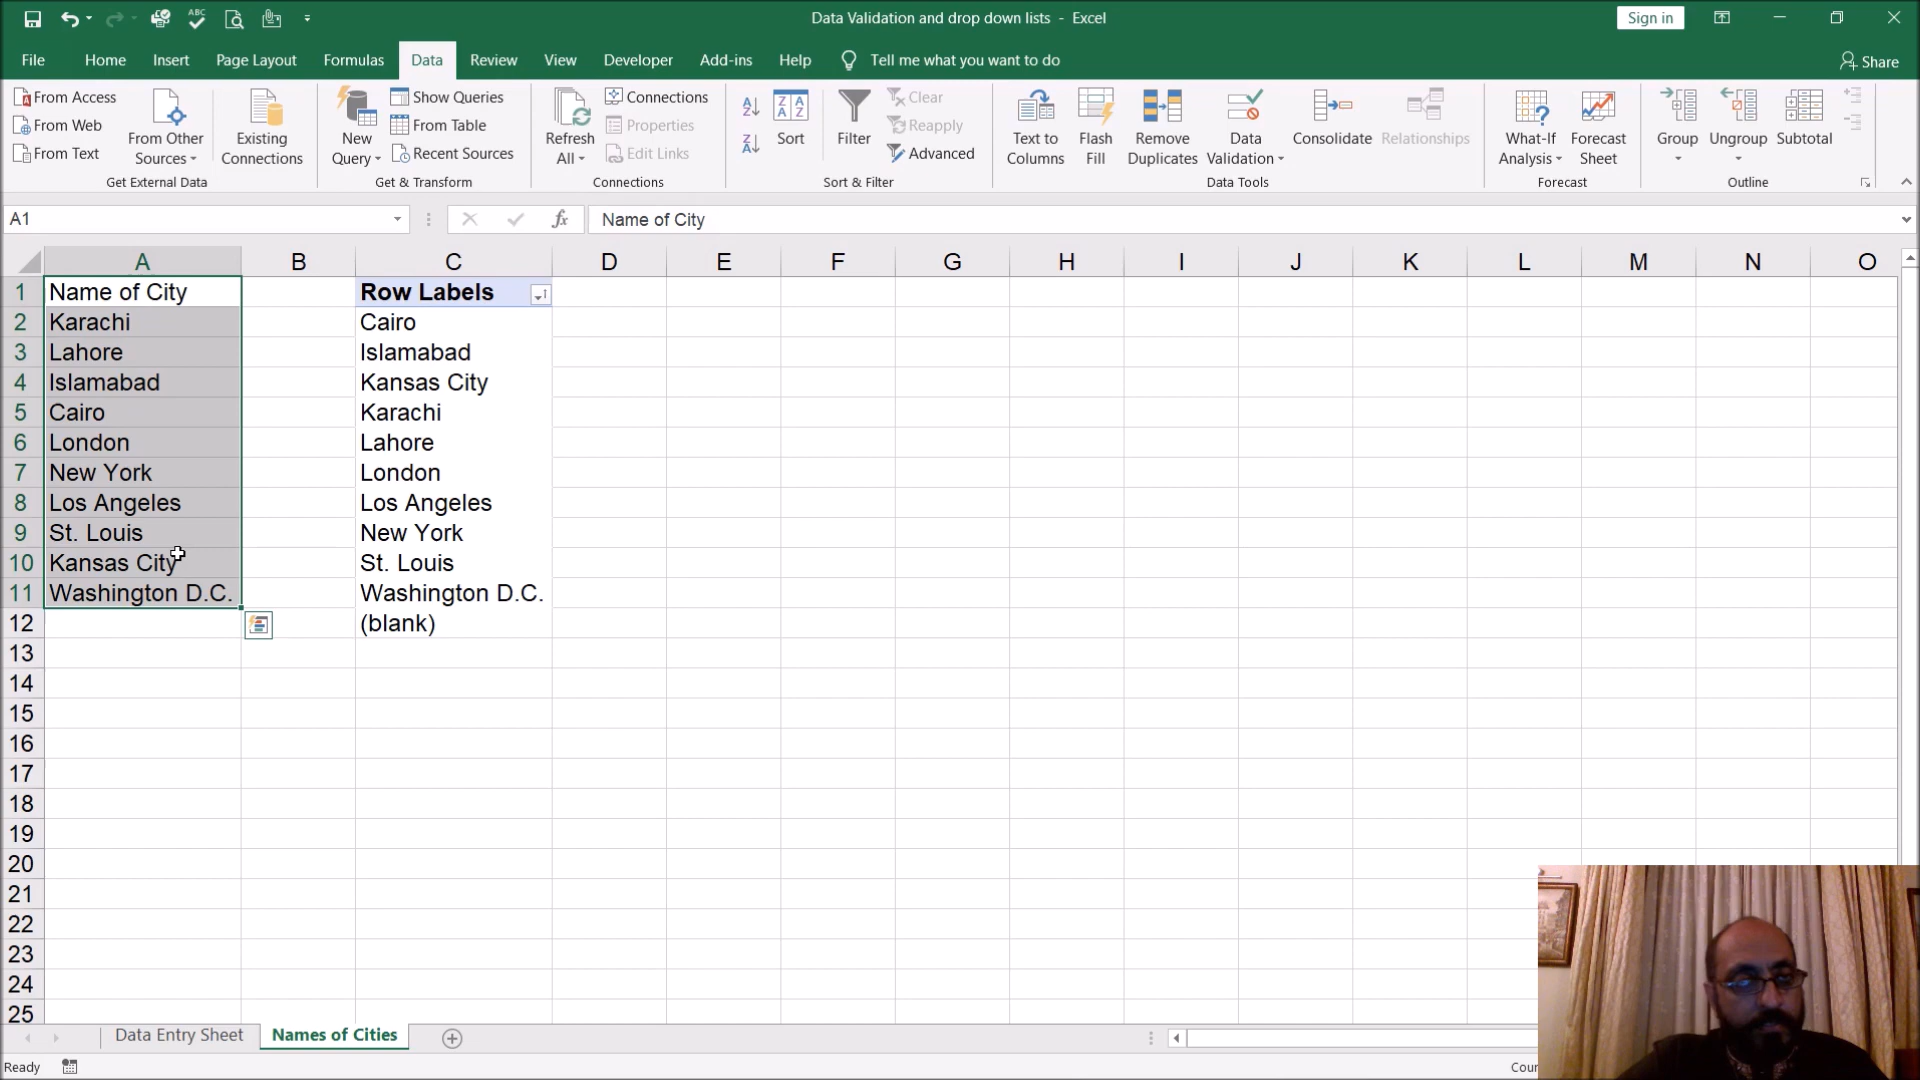 Data Validation and drop down lists - Excel
Sign in
File Home Insert Page Layout Formulas Data Review View Developer Add-ins Help Tell me what you want to do
Share
From Access
From Web
From Text
From Other Sources
Existing Connections
Get External Data
New Query
Show Queries
From Table
Recent Sources
Get & Transform
Refresh All
Connections
Properties
Edit Links
Connections
Sort
Filter
Clear
Reapply
Advanced
Sort & Filter
Text to Columns
Flash Fill
Remove Duplicates
Data Validation
Consolidate
Relationships
Data Tools
What-If Analysis
Forecast Sheet
Forecast
Group
Ungroup
Subtotal
Outline
A1
fx
Name of City
A B C D E F G H I J K L M N O
1 Name of City Row Labels
2 Karachi Cairo
3 Lahore Islamabad
4 Islamabad Kansas City
5 Cairo Karachi
6 London Lahore
7 New York London
8 Los Angeles Los Angeles
9 St. Louis New York
10 Kansas City St. Louis
11 Washington D.C. Washington D.C.
12 (blank)
13
14
15
16
17
18
19
20
21
22
23
24
25
Data Entry Sheet Names of Cities
Ready